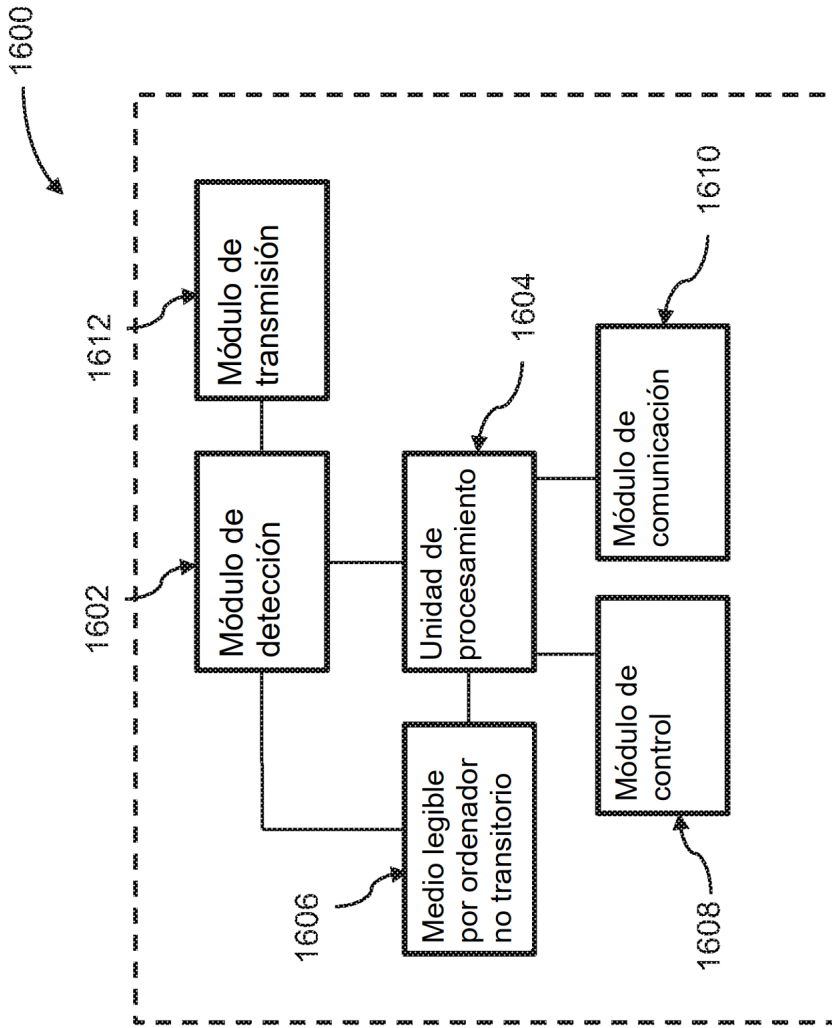 1600
1612
Módulo de
transmisión
1602
Módulo de
detección
1604
Unidad de
procesamiento
1610
Módulo de
comunicación
1606
Medio legible
por ordenador
no transitorio
Módulo de
control
1608